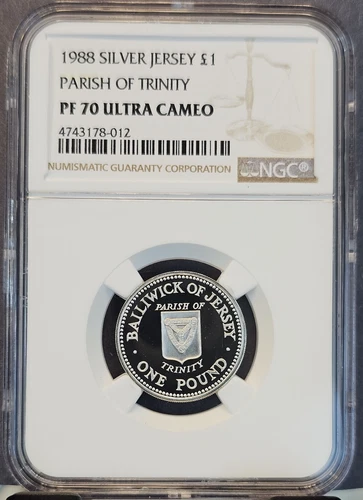 1988 SILVER JERSEY £1
PARISH OF TRINITY
PF 70 ULTRA CAMEO
4743178-012
NUMISMATIC GUARANTY CORPORATION
NGC®
BAILIWICK OF JERSEY
PARISH OF
TRINITY
• ONE POUND •